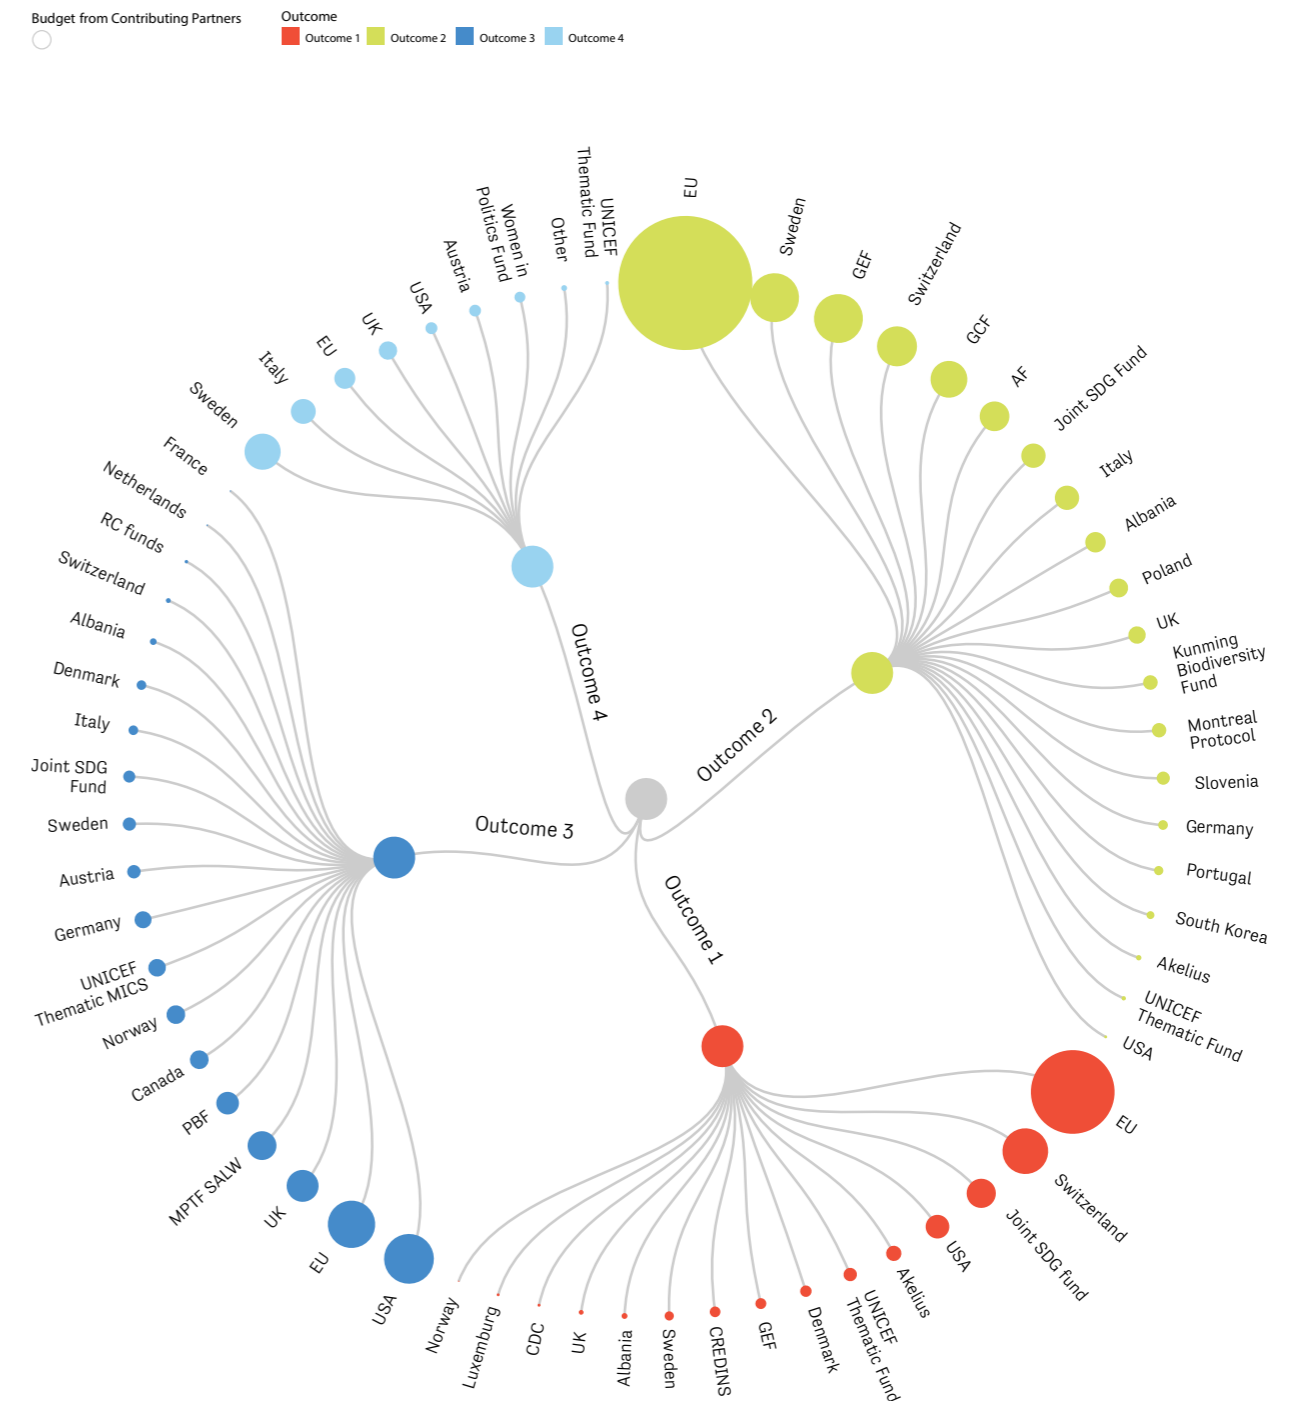 Budget from Contributing Partners
Outcome
Outcome 1
Outcome 2
Outcome 3
Outcome 4
EU
Sweden
GEF
Switzerland
GCF
AF
Joint SDG Fund
Italy
Albania
Poland
UK
Kunming
Biodiversity
Fund
Montreal
Protocol
Slovenia
Germany
Portugal
South Korea
Akelius
UNICEF
Thematic Fund
USA
Outcome 2
EU
Switzerland
Joint SDG fund
USA
Akelius
UNICEF
Thematic Fund
Denmark
GEF
CREDINS
Sweden
Albania
UK
CDC
Luxemburg
Norway
Outcome 1
USA
EU
UK
MPTF SALW
PBF
Canada
Norway
UNICEF
Thematic MICS
Germany
Austria
Sweden
Joint SDG
Fund
Italy
Denmark
Albania
Switzerland
RC funds
Netherlands
France
Outcome 3
Sweden
Italy
EU
UK
USA
Austria
Women in
Politics Fund
Other
UNICEF
Thematic Fund
Outcome 4